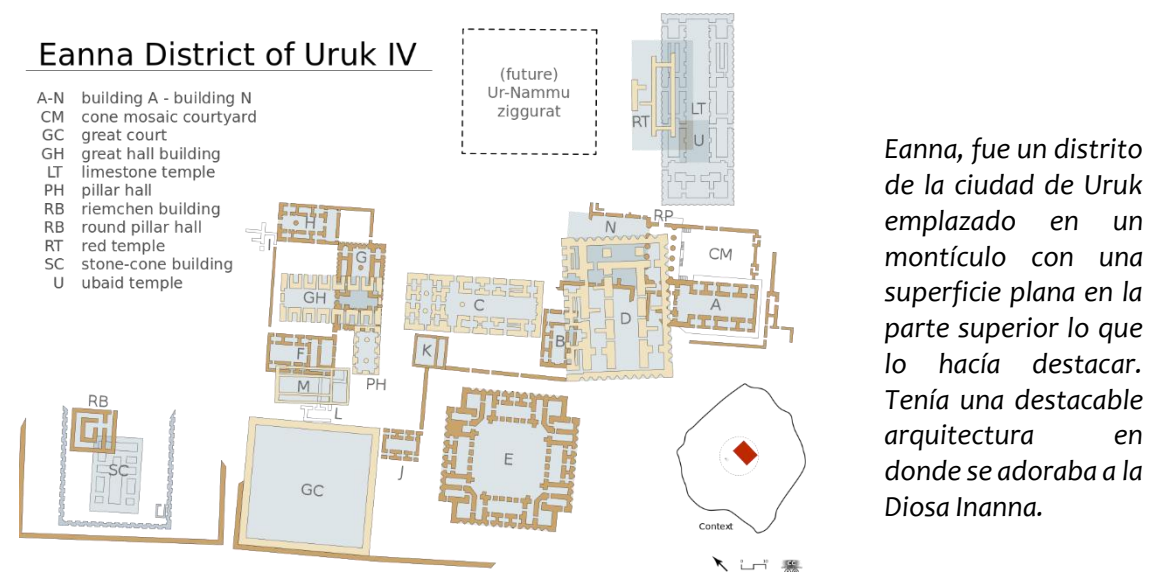 Eanna District of Uruk IV
A-N building A - building N
CM cone mosaic courtyard
GC great court
GH great hall building
LT limestone temple
PH pillar hall
RB riemchen building
RB round pillar hall
RT red temple
SC stone-cone building
U ubaid temple
(future)
Ur-Nammu
ziggurat
RT
LT
U
H
I
G
GH
F
M
L
PH
K
C
B
D
N
RP
CM
A
RB
SC
GC
J
E
Context
Eanna, fue un distrito
de la ciudad de Uruk
emplazado en un
montículo con una
superficie plana en la
parte superior lo que
lo hacía destacar.
Tenía una destacable
arquitectura en
donde se adoraba a la
Diosa Inanna.